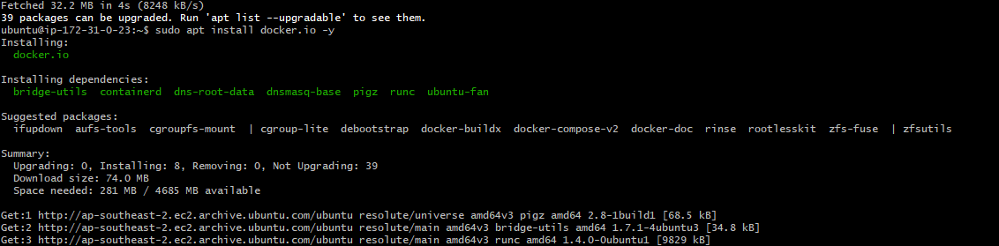 Fetched 32.2 MB in 4s (8248 kB/s)
39 packages can be upgraded. Run 'apt list --upgradable' to see them.
ubuntu@ip-172-31-0-23:~$ sudo apt install docker.io -y
Installing:
  docker.io

Installing dependencies:
  bridge-utils  containerd  dns-root-data  dnsmasq-base  pigz  runc  ubuntu-fan

Suggested packages:
  ifupdown  aufs-tools  cgroupfs-mount  | cgroup-lite  debootstrap  docker-buildx  docker-compose-v2  docker-doc  rinse  rootlesskit  zfs-fuse  | zfsutils

Summary:
  Upgrading: 0, Installing: 8, Removing: 0, Not Upgrading: 39
  Download size: 74.0 MB
  Space needed: 281 MB / 4685 MB available

Get:1 http://ap-southeast-2.ec2.archive.ubuntu.com/ubuntu resolute/universe amd64v3 pigz amd64 2.8-1build1 [68.5 kB]
Get:2 http://ap-southeast-2.ec2.archive.ubuntu.com/ubuntu resolute/main amd64v3 bridge-utils amd64 1.7.1-4ubuntu3 [34.8 kB]
Get:3 http://ap-southeast-2.ec2.archive.ubuntu.com/ubuntu resolute/main amd64v3 runc amd64 1.4.0-0ubuntu1 [9829 kB]